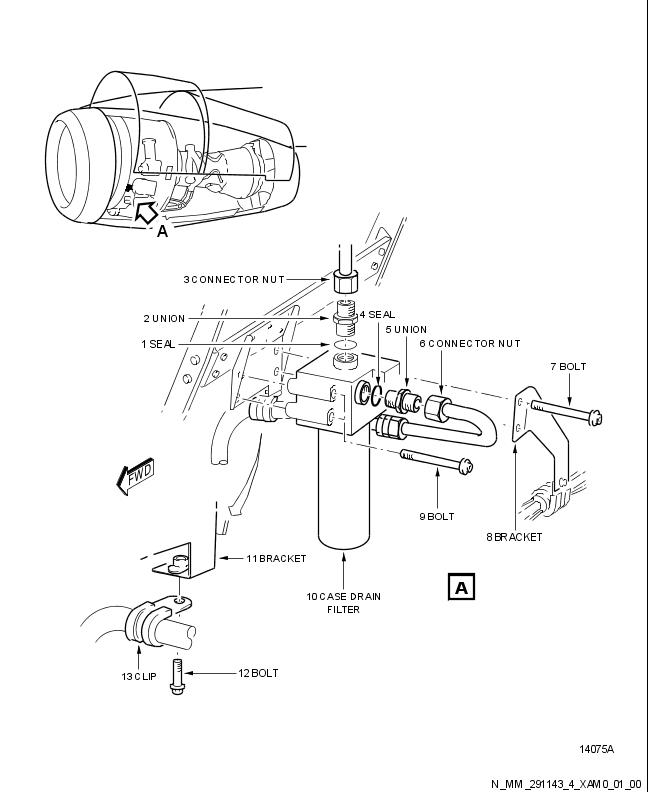 A
3 CONNECTOR NUT
2 UNION
4 SEAL
5 UNION
1 SEAL
6 CONNECTOR NUT
7 BOLT
FWD
9 BOLT
8 BRACKET
11 BRACKET
A
10 CASE DRAIN
FILTER
13 CLIP
12 BOLT
14075A
N_MM_291143_4_XAM0_01_00